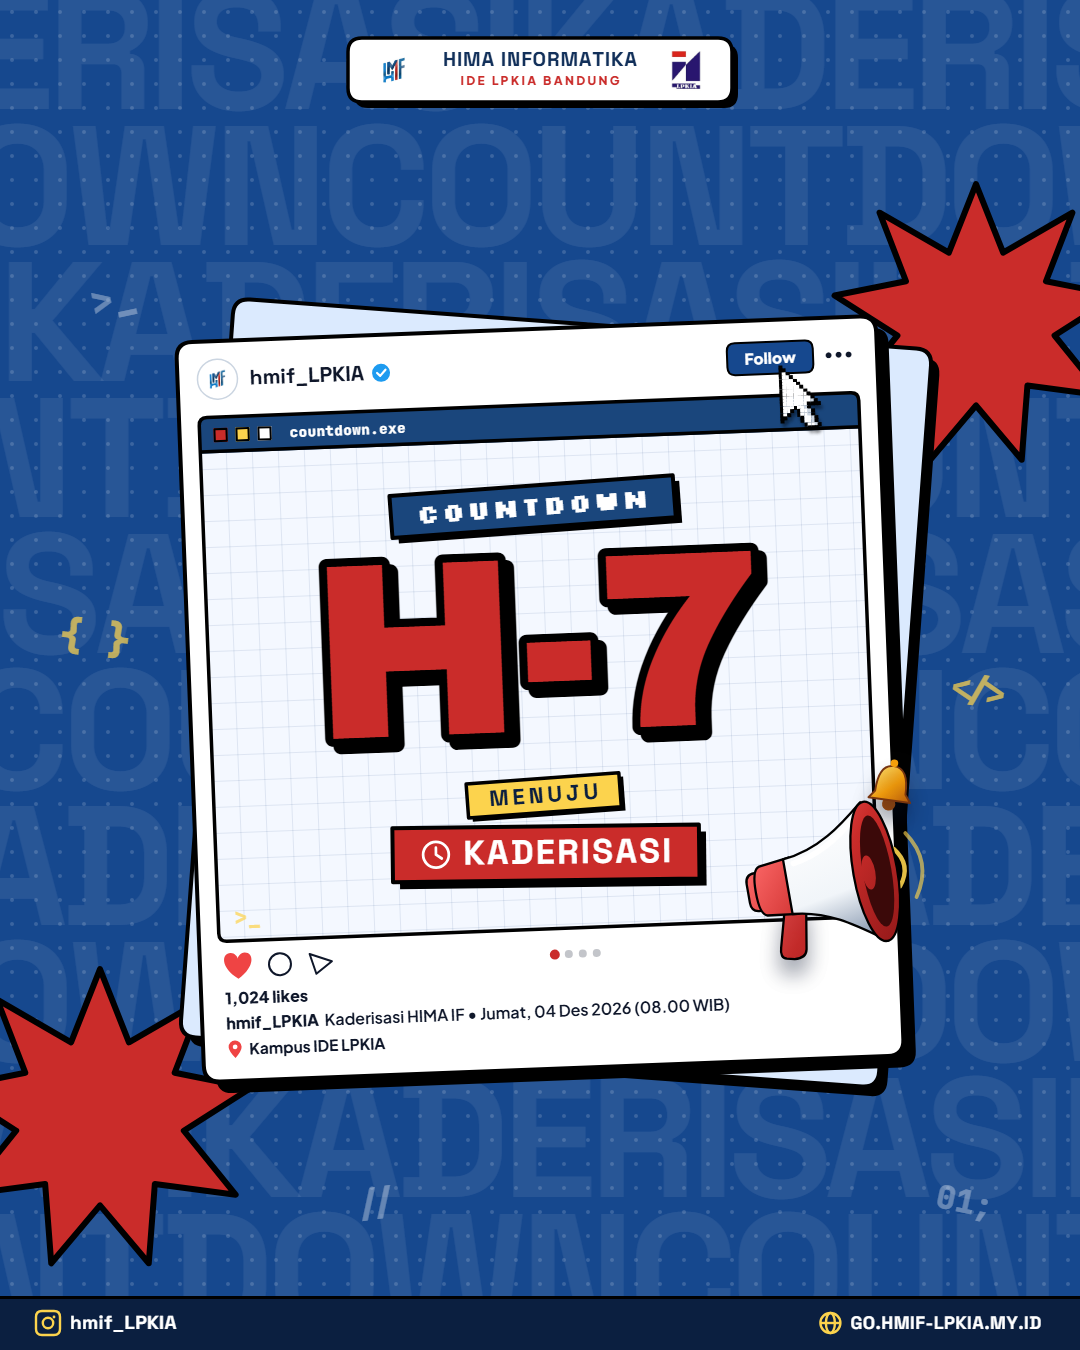 HIMA INFORMATIKA
IDE LPKIA BANDUNG
LPKIA
>_
hmif_LPKIA
Follow
countdown.exe
COUNTDOWN
H-7
{ }
</>
MENUJU
KADERISASI
>_
1,024 likes
hmif_LPKIA Kaderisasi HIMA IF • Jumat, 04 Des 2026 (08.00 WIB)
Kampus IDE LPKIA
//
01;
hmif_LPKIA
GO.HMIF-LPKIA.MY.ID